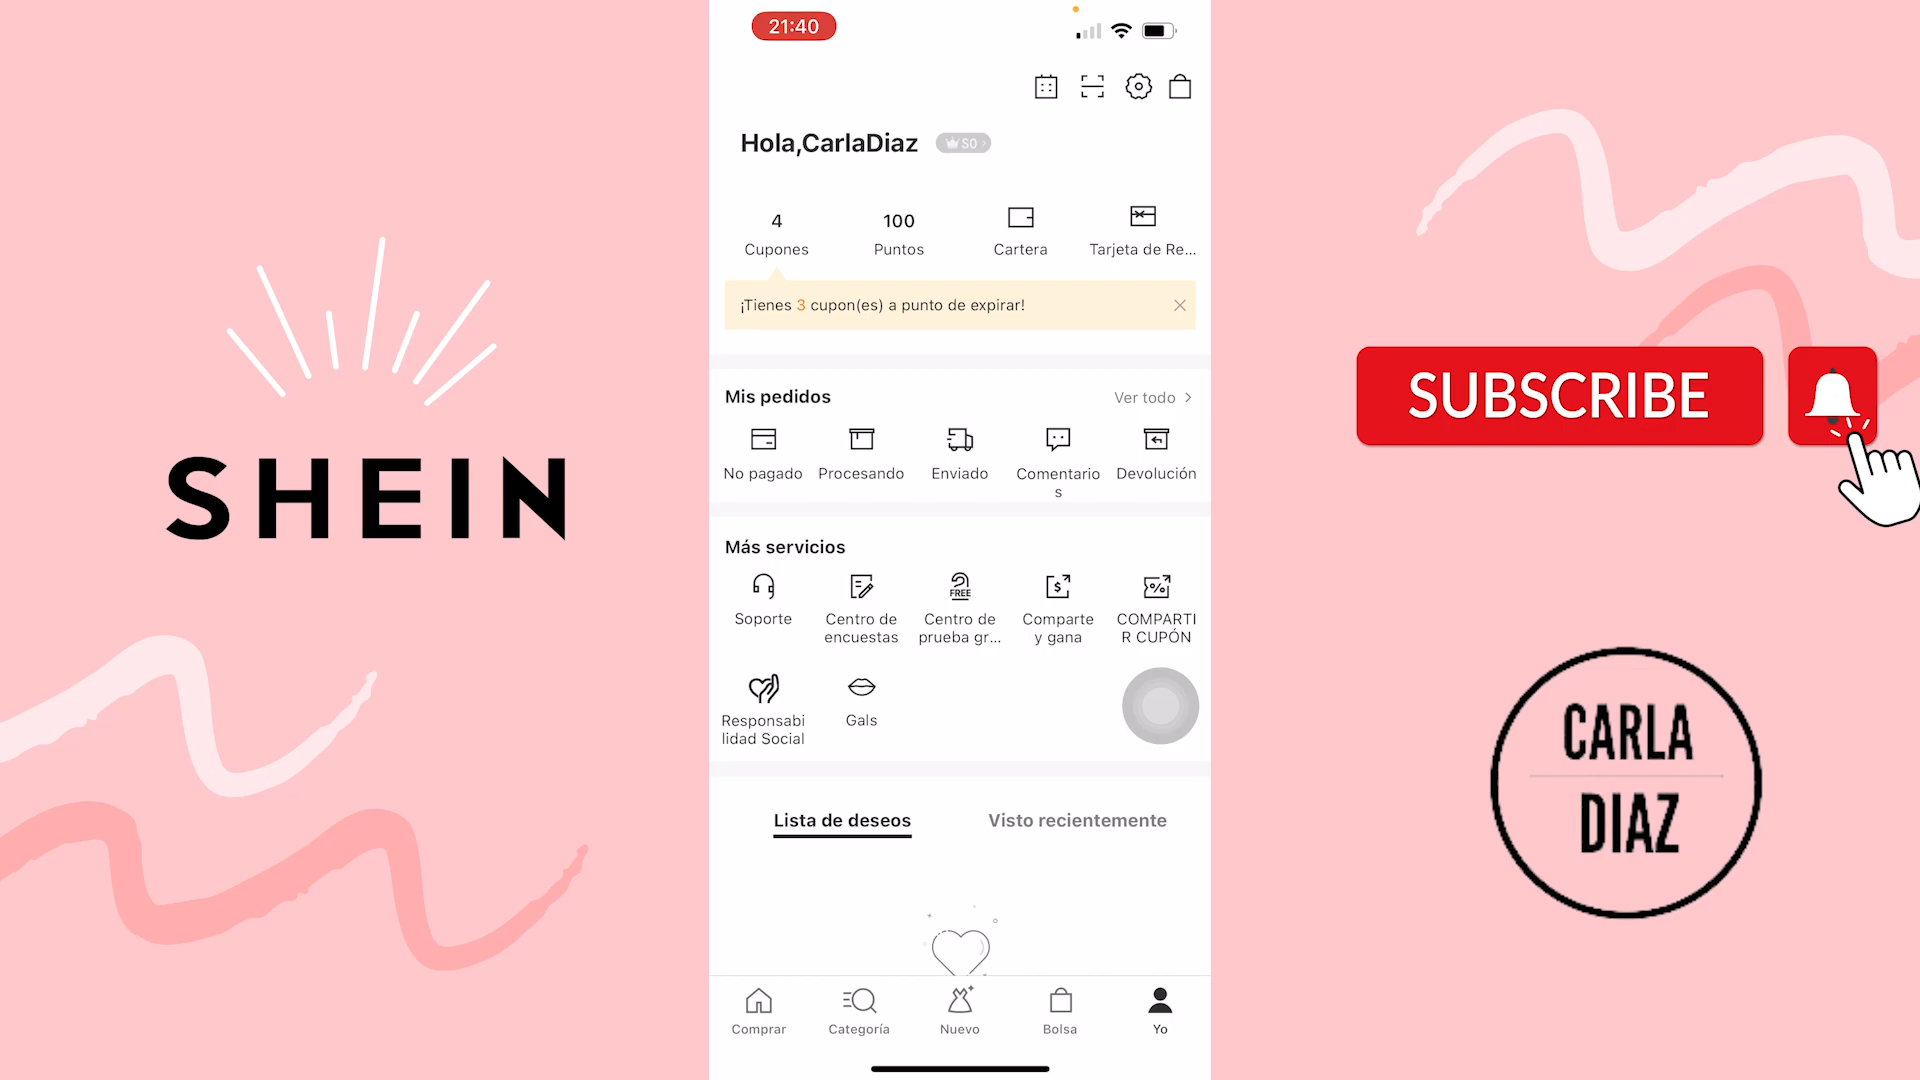 SHEIN
21:40
Hola,CarlaDiaz
S0
4
Cupones
100
Puntos
Cartera
Tarjeta de Re...
¡Tienes 3 cupon(es) a punto de expirar!
Mis pedidos
Ver todo
No pagado
Procesando
Enviado
Comentario
s
Devolución
Más servicios
Soporte
Centro de
encuestas
FREE
Centro de
prueba gr...
Comparte
y gana
COMPARTI
R CUPÓN
Responsabi
lidad Social
Gals
Lista de deseos
Visto recientemente
Comprar
Categoría
Nuevo
Bolsa
Yo
SUBSCRIBE
CARLA
DIAZ